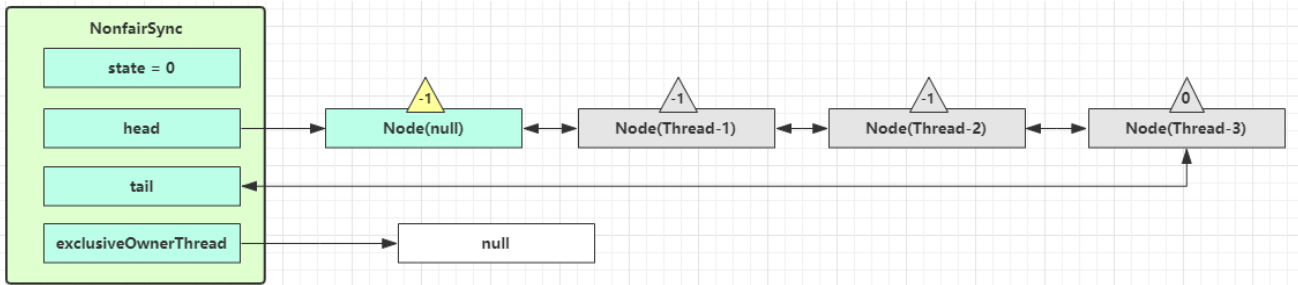 NonfairSync
state = 0
head
tail
exclusiveOwnerThread
-1
Node(null)
-1
Node(Thread-1)
-1
Node(Thread-2)
0
Node(Thread-3)
null